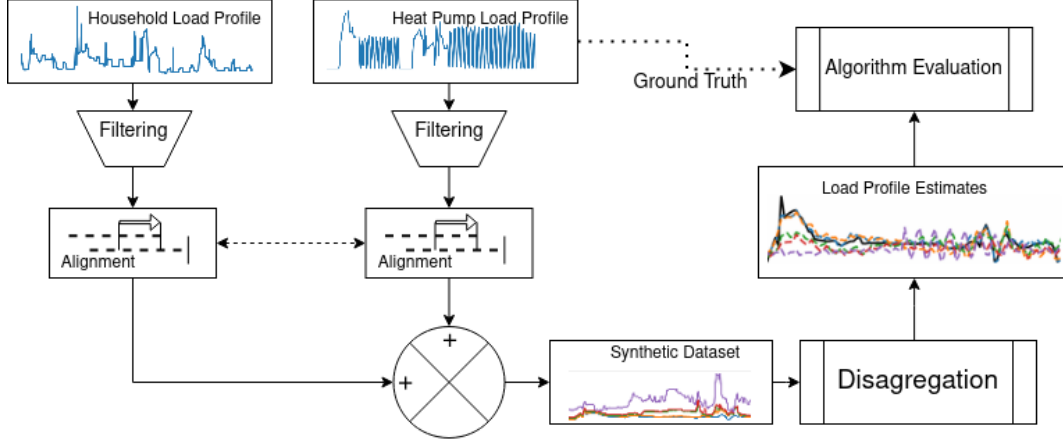 Household Load Profile
Heat Pump Load Profile
Ground Truth
Algorithm Evaluation
Filtering
Filtering
Load Profile Estimates
Alignment
Alignment
+
+
Synthetic Dataset
Disagregation